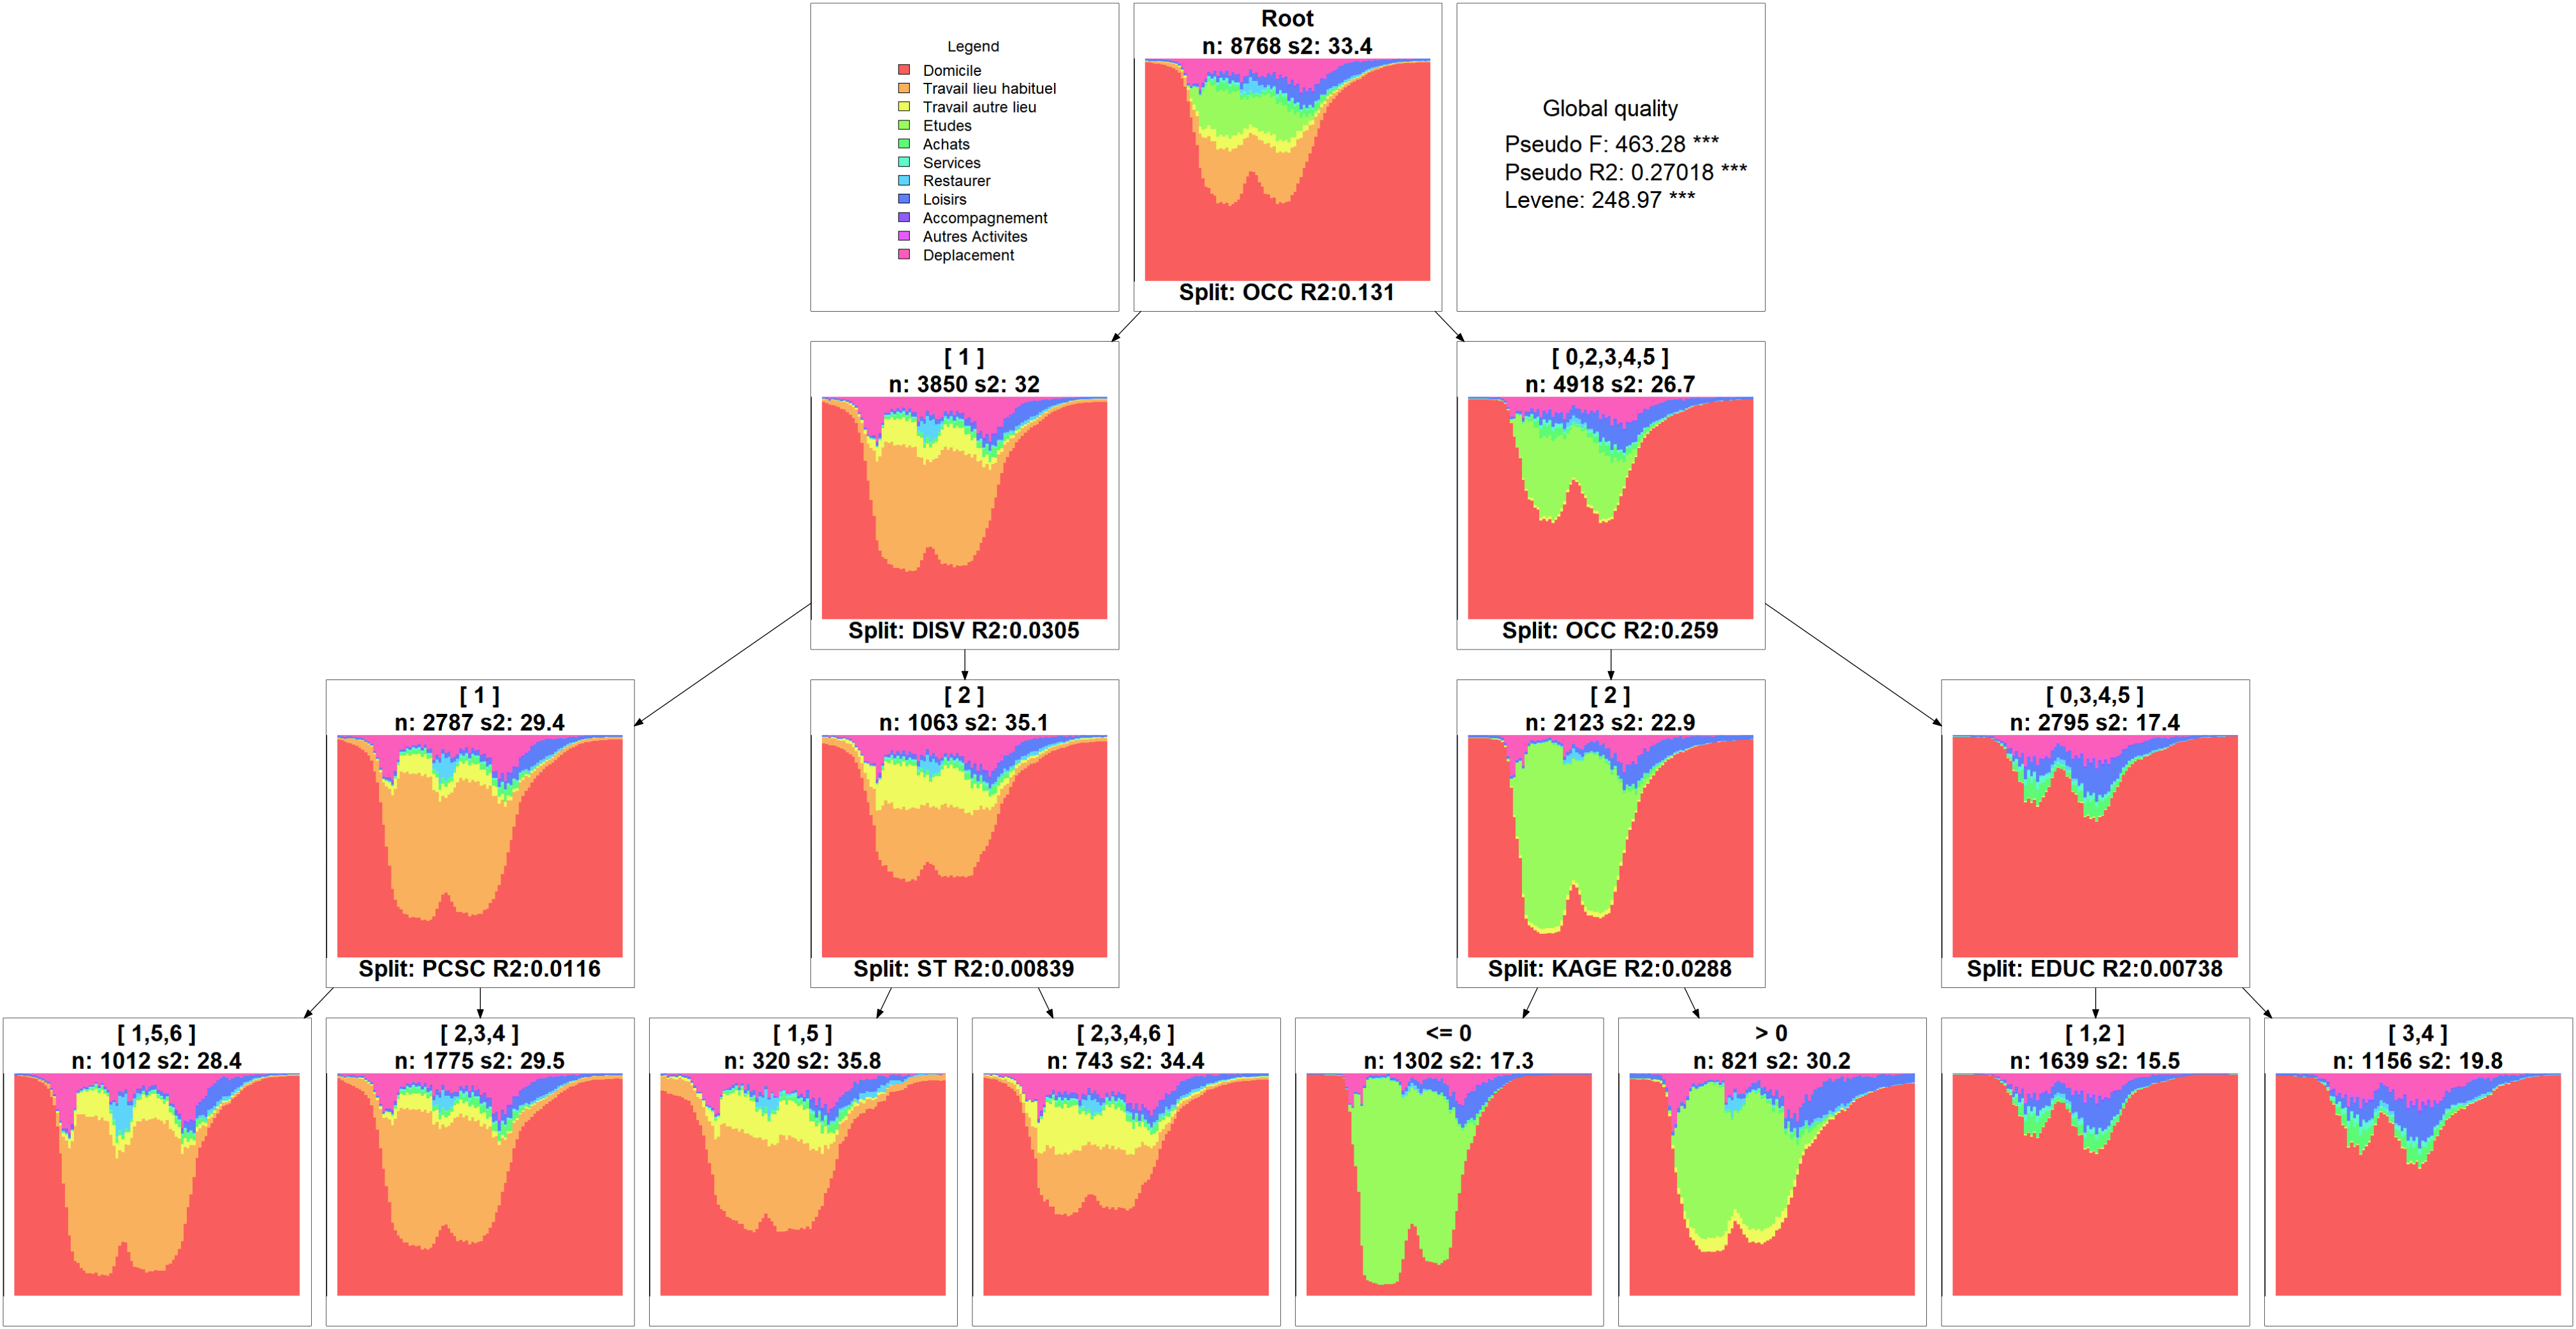 Legend
Domicile
Travail lieu habituel
Travail autre lieu
Etudes
Achats
Services
Restaurer
Loisirs
Accompagnement
Autres Activites
Deplacement
Root
n: 8768 s2: 33.4
Split: OCC R2:0.131
Global quality
Pseudo F: 463.28 ***
Pseudo R2: 0.27018 ***
Levene: 248.97 ***
[ 1 ]
n: 3850 s2: 32
Split: DISV R2:0.0305
[ 0,2,3,4,5 ]
n: 4918 s2: 26.7
Split: OCC R2:0.259
[ 1 ]
n: 2787 s2: 29.4
Split: PCSC R2:0.0116
[ 2 ]
n: 1063 s2: 35.1
Split: ST R2:0.00839
[ 2 ]
n: 2123 s2: 22.9
Split: KAGE R2:0.0288
[ 0,3,4,5 ]
n: 2795 s2: 17.4
Split: EDUC R2:0.00738
[ 1,5,6 ]
n: 1012 s2: 28.4
[ 2,3,4 ]
n: 1775 s2: 29.5
[ 1,5 ]
n: 320 s2: 35.8
[ 2,3,4,6 ]
n: 743 s2: 34.4
<= 0
n: 1302 s2: 17.3
> 0
n: 821 s2: 30.2
[ 1,2 ]
n: 1639 s2: 15.5
[ 3,4 ]
n: 1156 s2: 19.8